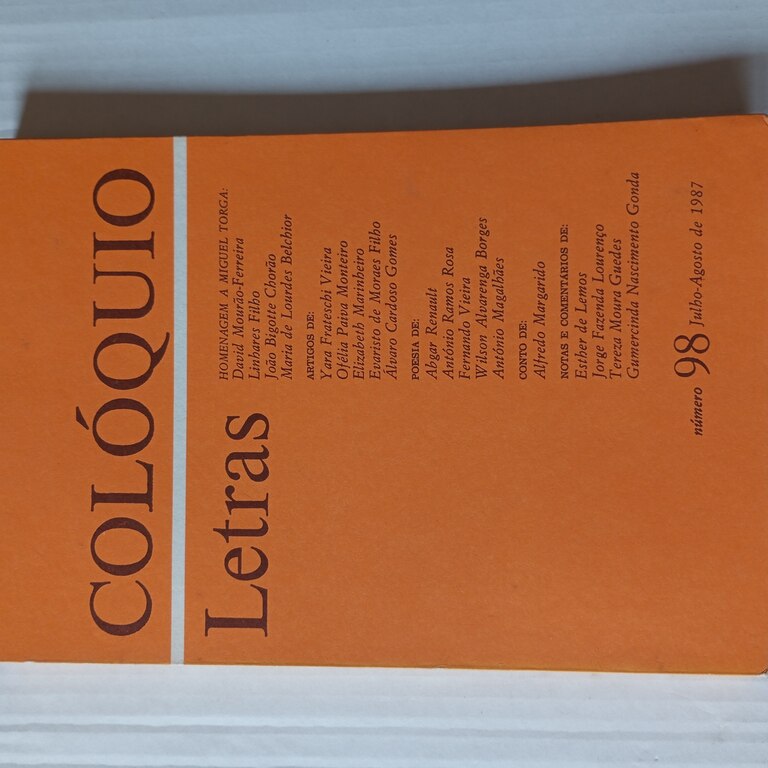 COLÓQUIO
Letras
HOMENAGEM A MIGUEL TORGA:
David Mourão-Ferreira
Linhares Filho
João Bigotte Chorão
Maria de Lourdes Belchior
ARTIGOS DE:
Yara Frateschi Vieira
Ofélia Paiva Monteiro
Elizabeth Marinheiro
Evaristo de Moraes Filho
Álvaro Cardoso Gomes
POESIA DE:
Abgar Renault
António Ramos Rosa
Fernando Vieira
Wilson Alvarenga Borges
António Magalhães
CONTO DE:
Alfredo Margarido
NOTAS E COMENTÁRIOS DE:
Esther de Lemos
Jorge Fazenda Lourenço
Tereza Moura Guedes
Gumercinda Nascimento Gonda
número 98 Julho-Agosto de 1987